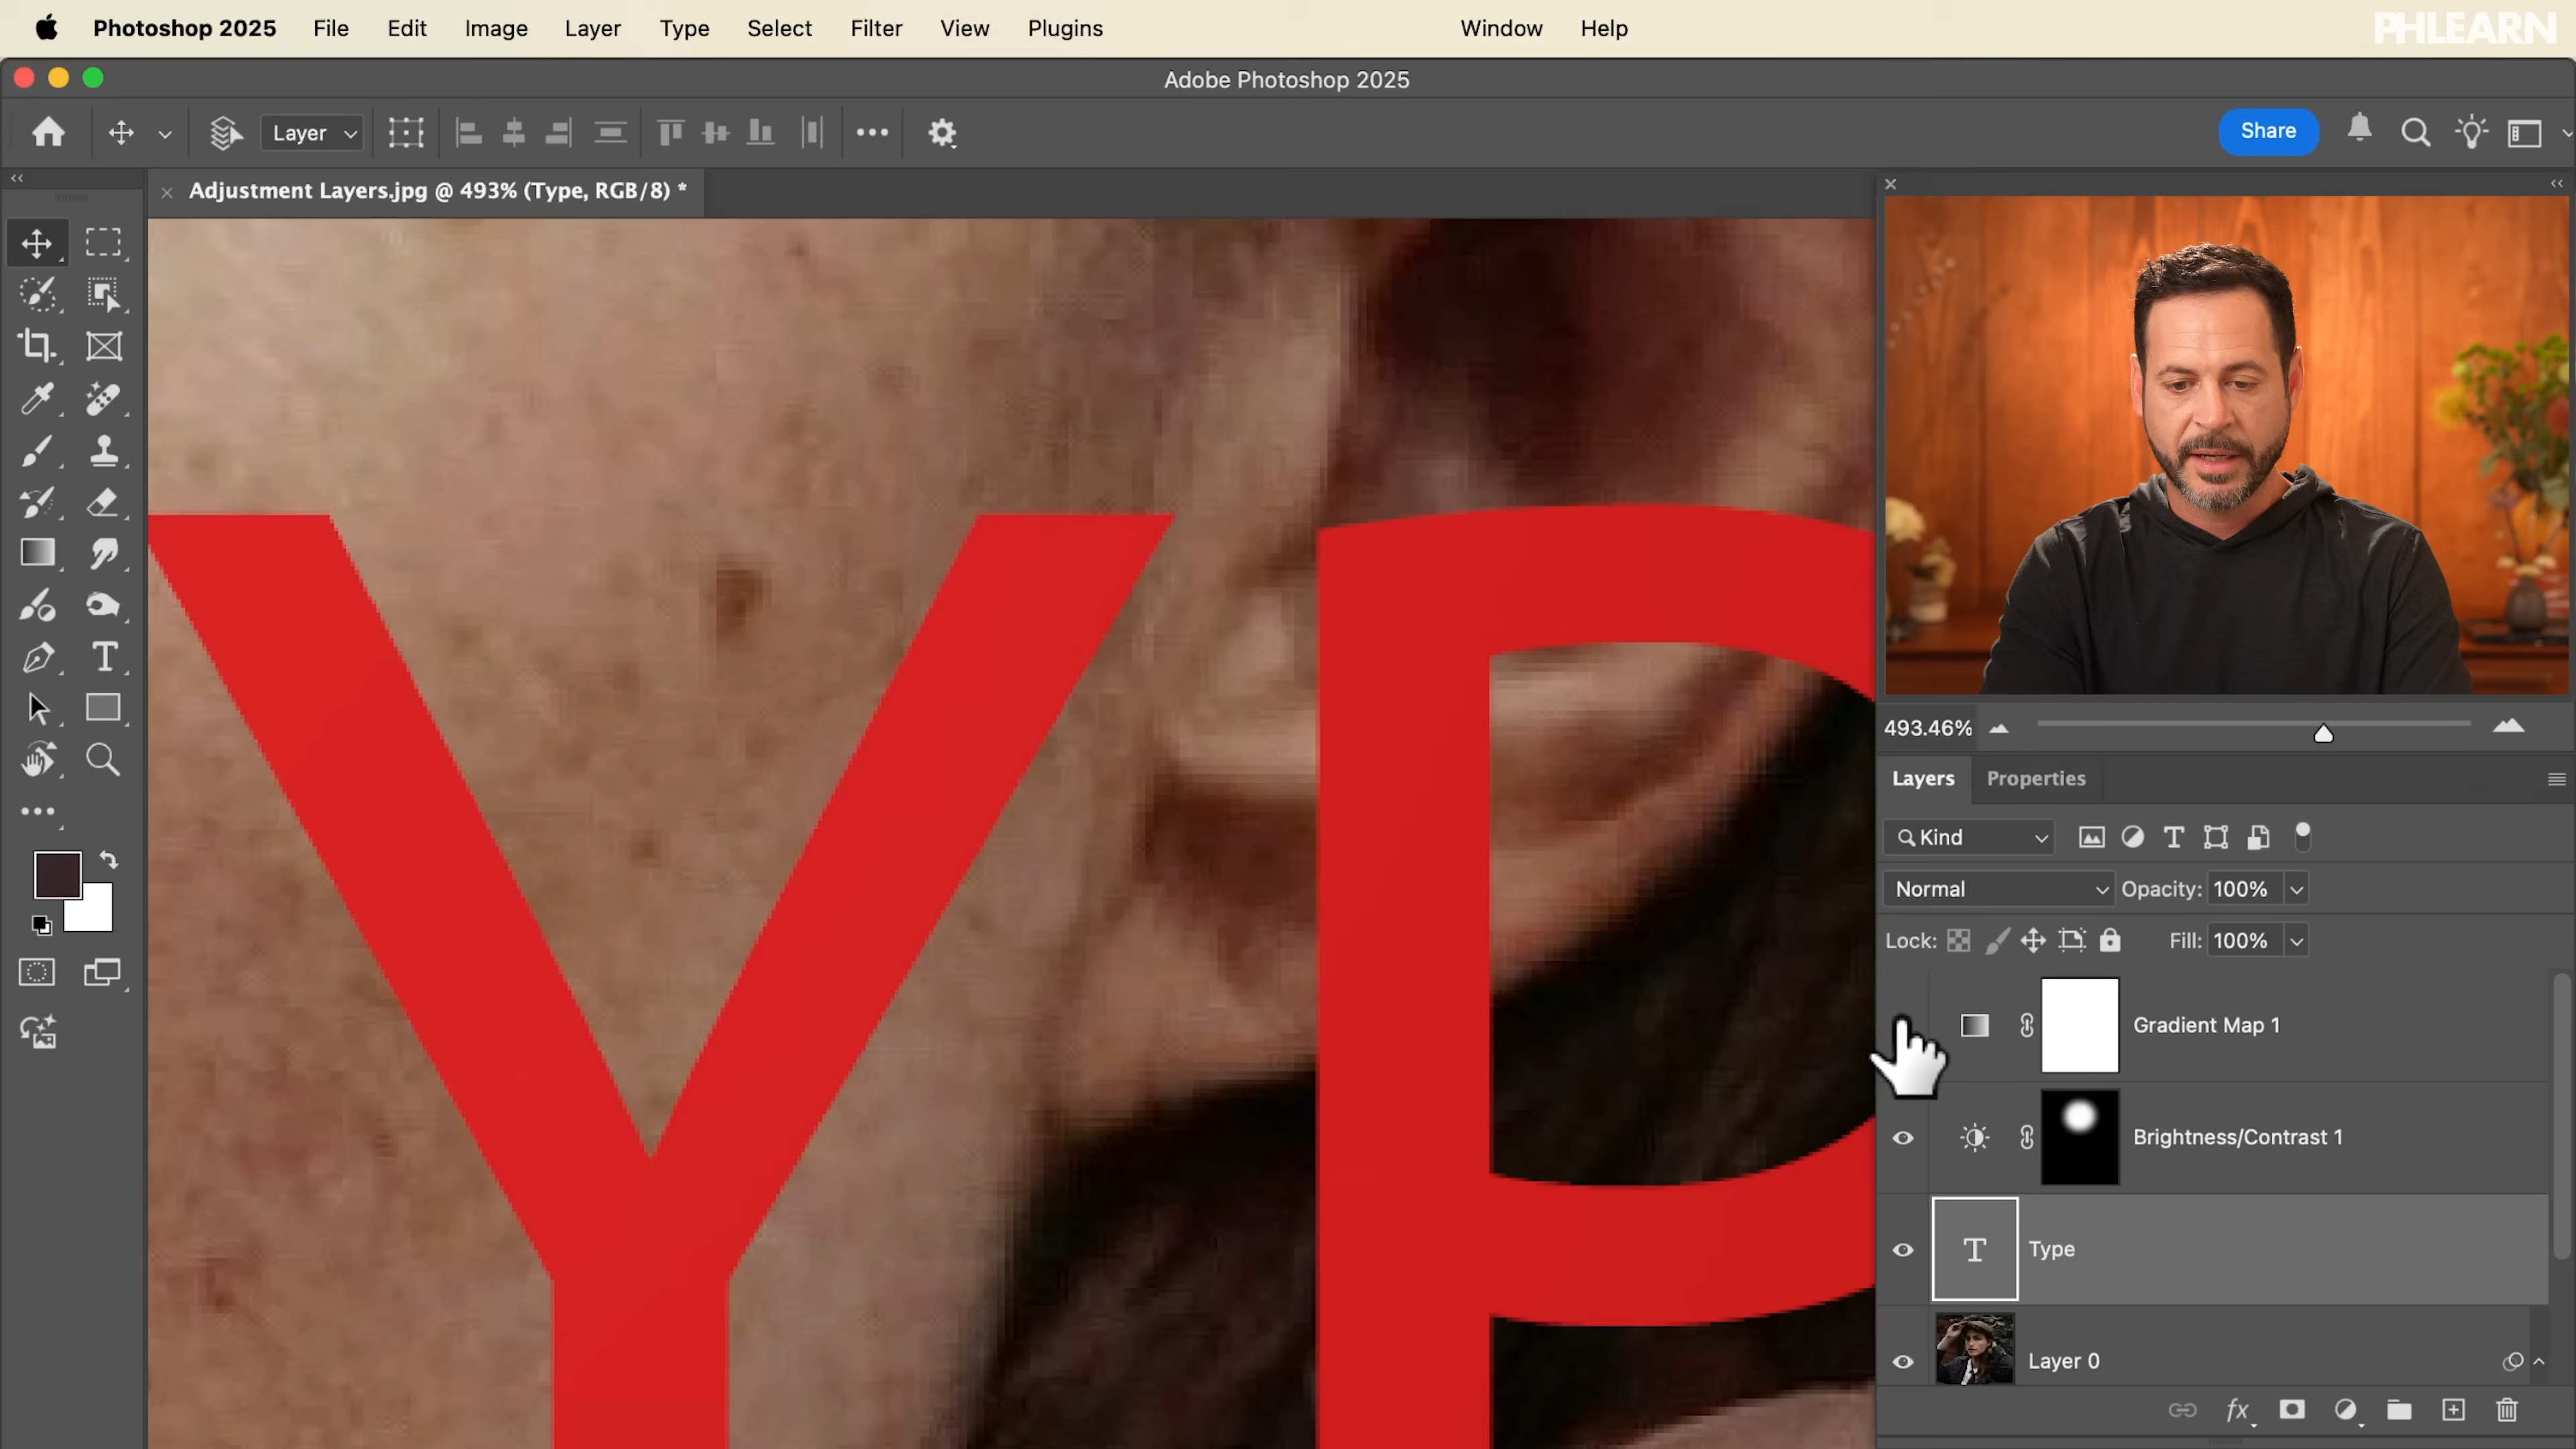 Photoshop 2025 File Edit Image Layer Type Select Filter View Plugins Window Help
PHLEARN
Adobe Photoshop 2025
Layer
Share
Adjustment Layers.jpg @ 493% (Type, RGB/8) *
YP
493.46%
Layers Properties
Kind
Normal Opacity: 100%
Lock: Fill: 100%
Gradient Map 1
Brightness/Contrast 1
Type
Layer 0
fx